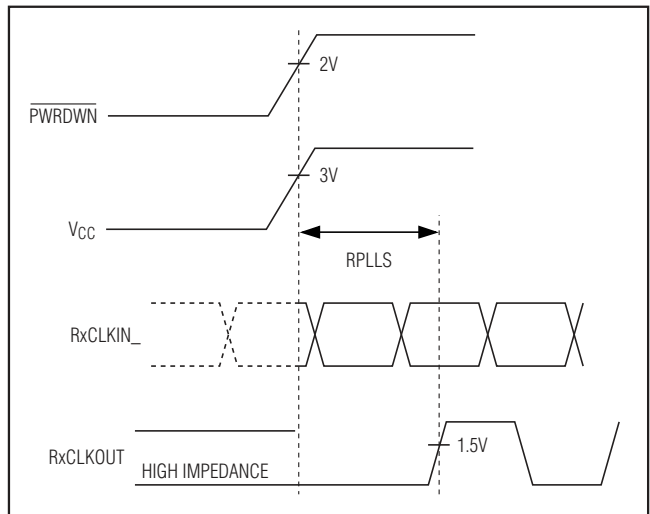 2V
PWRDWN
3V
VCC
RPLLS
RxCLKIN_
1.5V
RxCLKOUT
HIGH IMPEDANCE